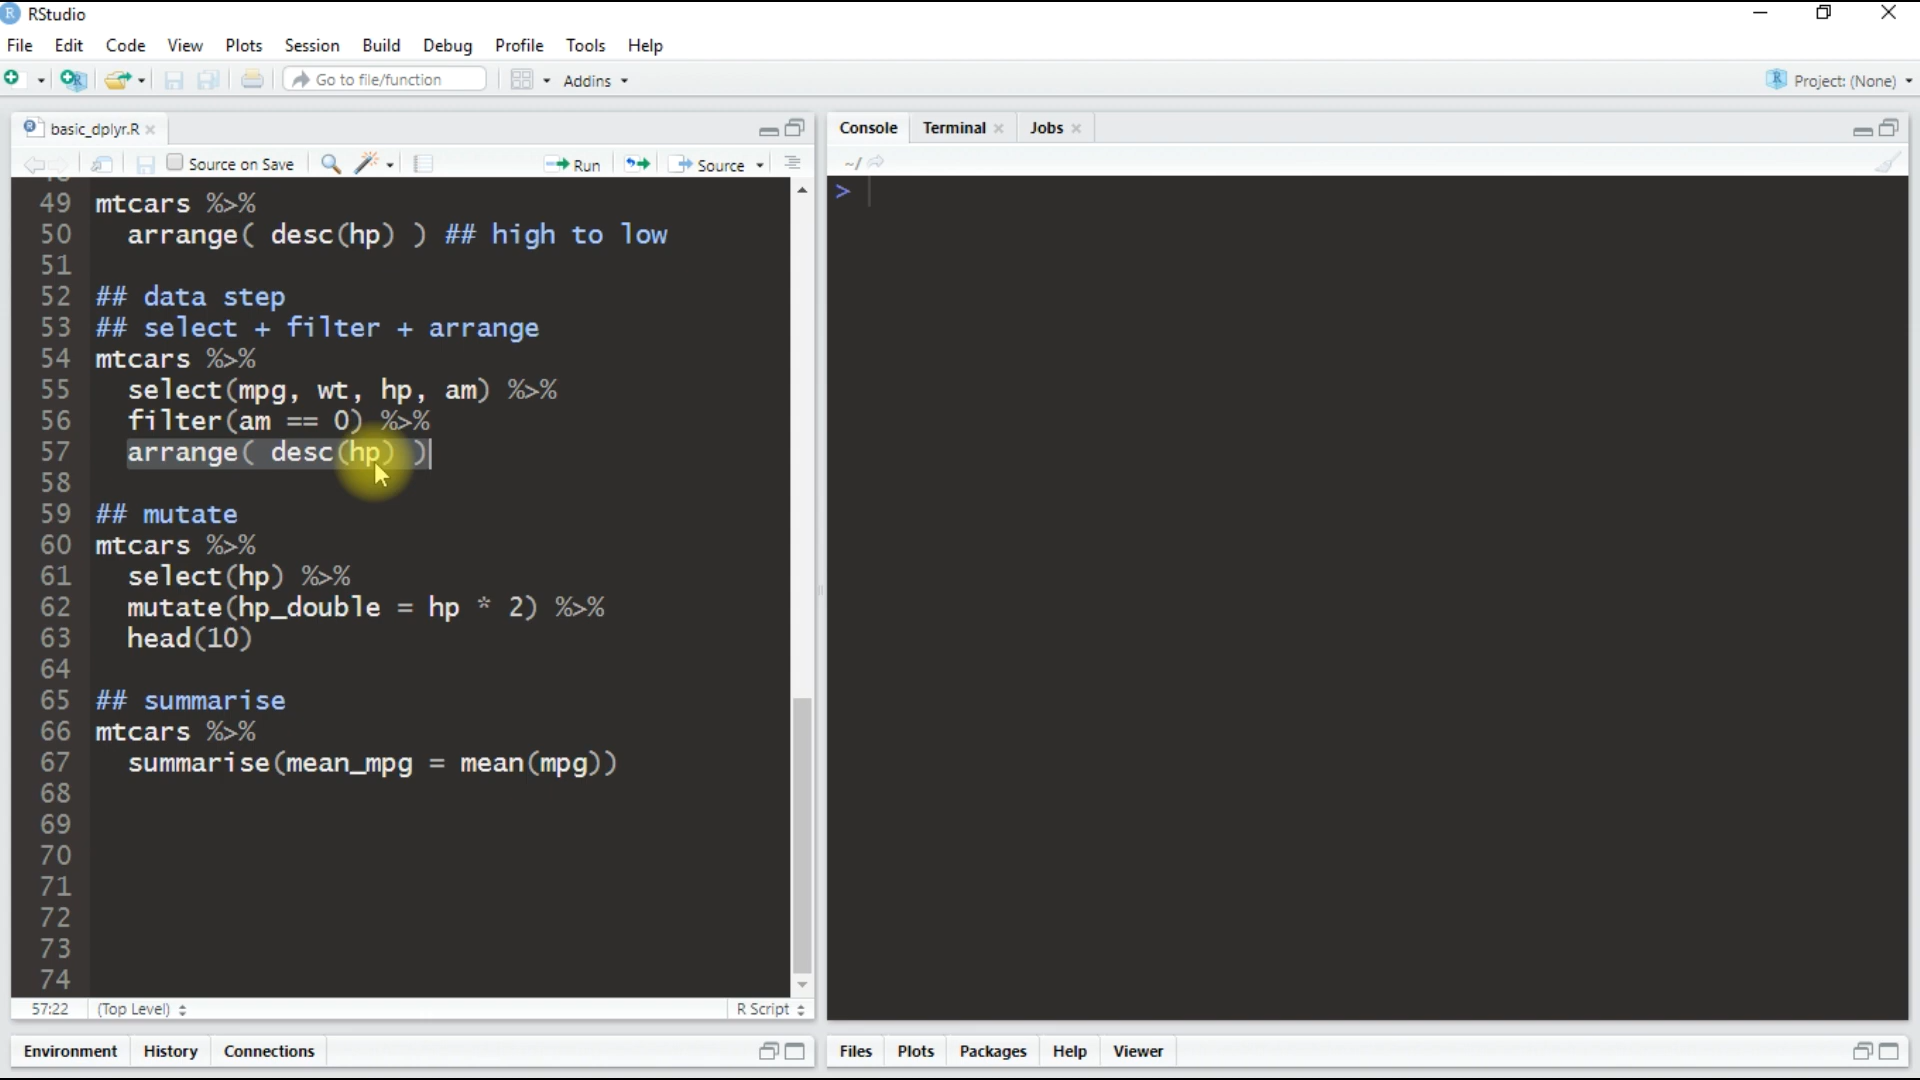 RStudio
File Edit Code View Plots Session Build Debug Profile Tools Help
Go to file/function Addins Project: (None)
basic_dplyr.R
Source on Save Run Source
49 mtcars %>%
50 arrange( desc(hp) ) ## high to low
51
52 ## data step
53 ## select + filter + arrange
54 mtcars %>%
55 select(mpg, wt, hp, am) %>%
56 filter(am == 0) %>%
57 arrange( desc(hp) )
58
59 ## mutate
60 mtcars %>%
61 select(hp) %>%
62 mutate(hp_double = hp * 2) %>%
63 head(10)
64
65 ## summarise
66 mtcars %>%
67 summarise(mean_mpg = mean(mpg))
68
69
70
71
72
73
74
57:22 (Top Level) R Script
Environment History Connections
Console Terminal Jobs
~/
>
Files Plots Packages Help Viewer